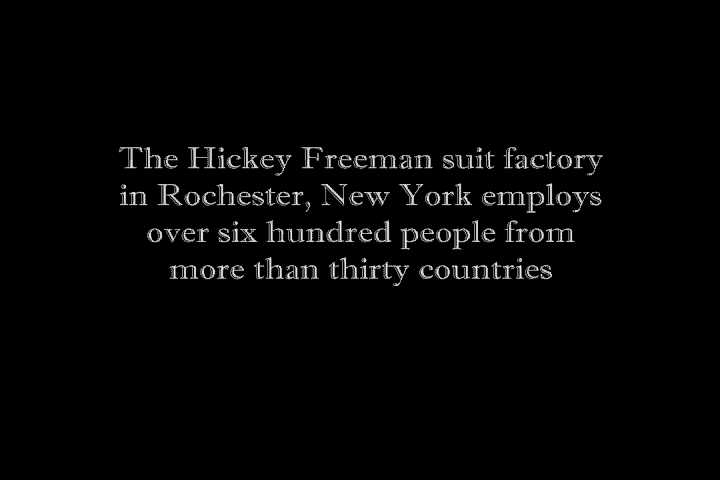 The Hickey Freeman suit factory
in Rochester, New York employs
over six hundred people from
more than thirty countries